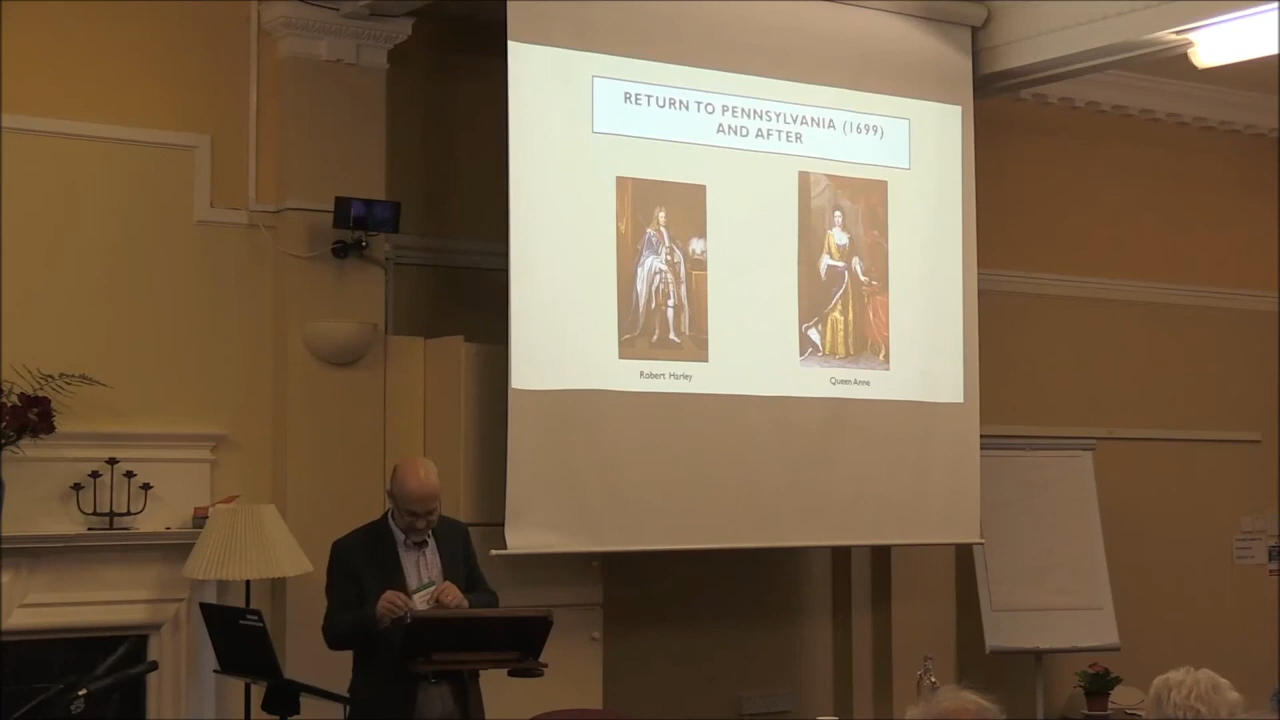 RETURN TO PENNSYLVANIA (1699)
AND AFTER
Robert Harley
Queen Anne